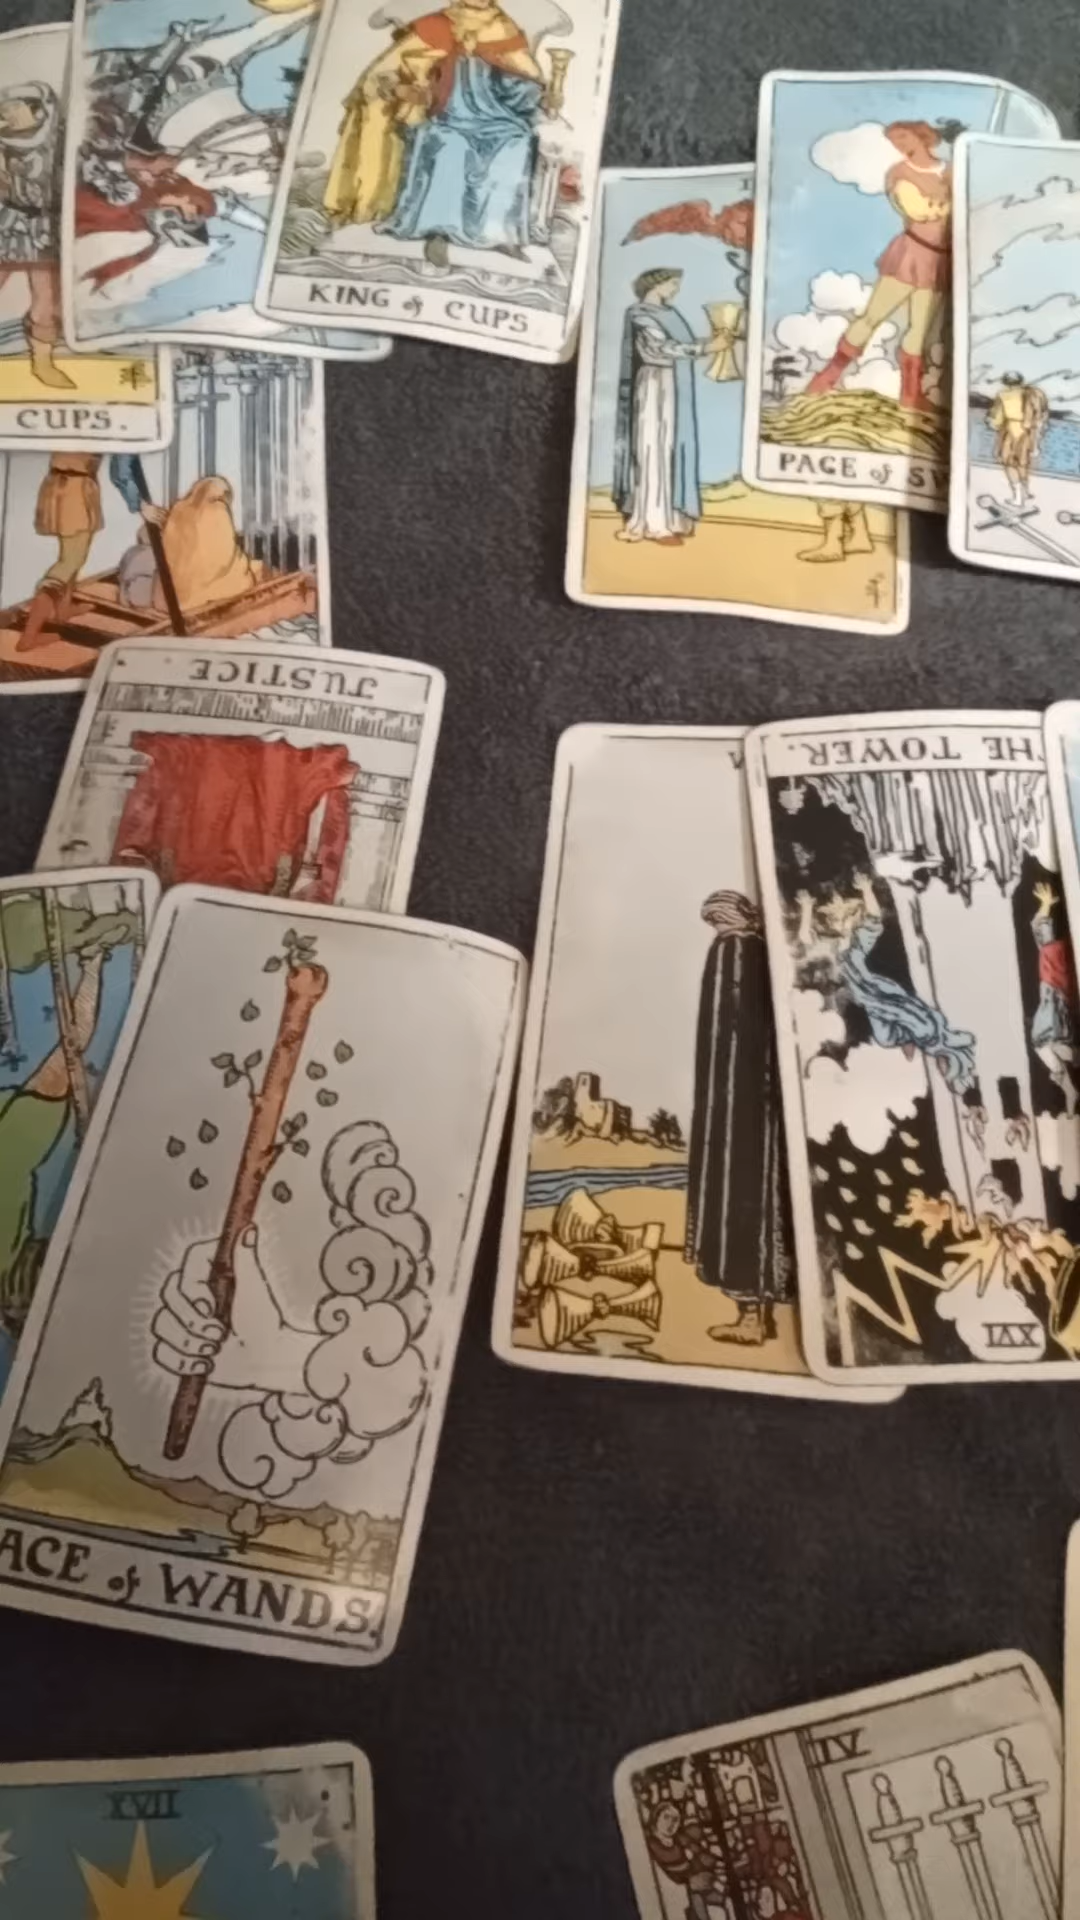 KING of CUPS
CUPS.
PAGE of SW
JUSTICE
THE TOWER.
XVI
ACE of WANDS.
XVII
IV